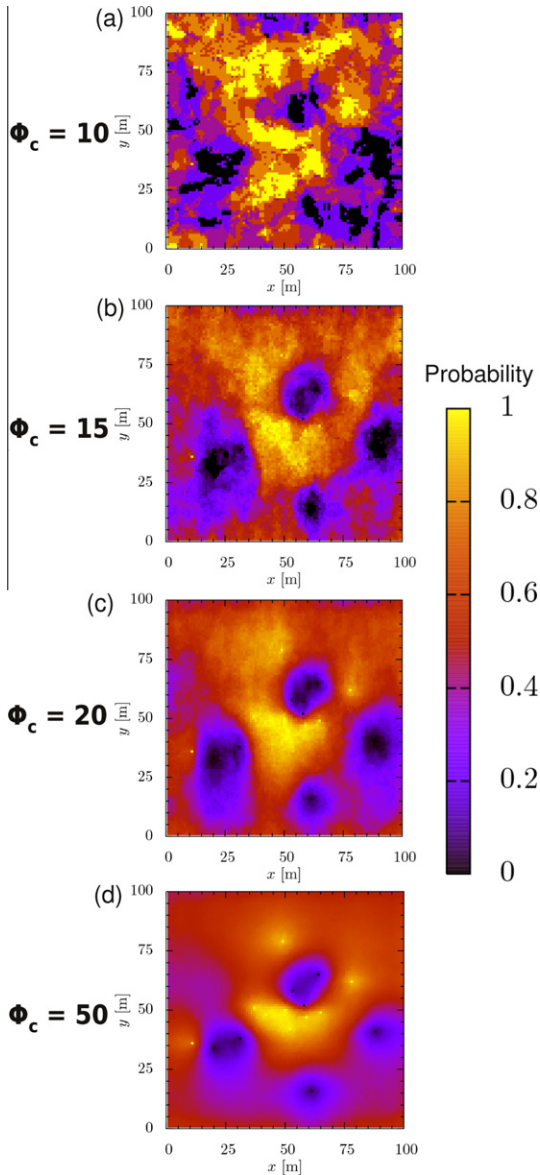 (a)
Φc = 10
y [m]
100
75
50
25
0
0 25 50 75 100
x [m]
(b)
Φc = 15
y [m]
100
75
50
25
0
0 25 50 75 100
x [m]
Probability
1
0.8
0.6
0.4
0.2
0
(c)
Φc = 20
y [m]
100
75
50
25
0
0 25 50 75 100
x [m]
(d)
Φc = 50
y [m]
100
75
50
25
0
0 25 50 75 100
x [m]